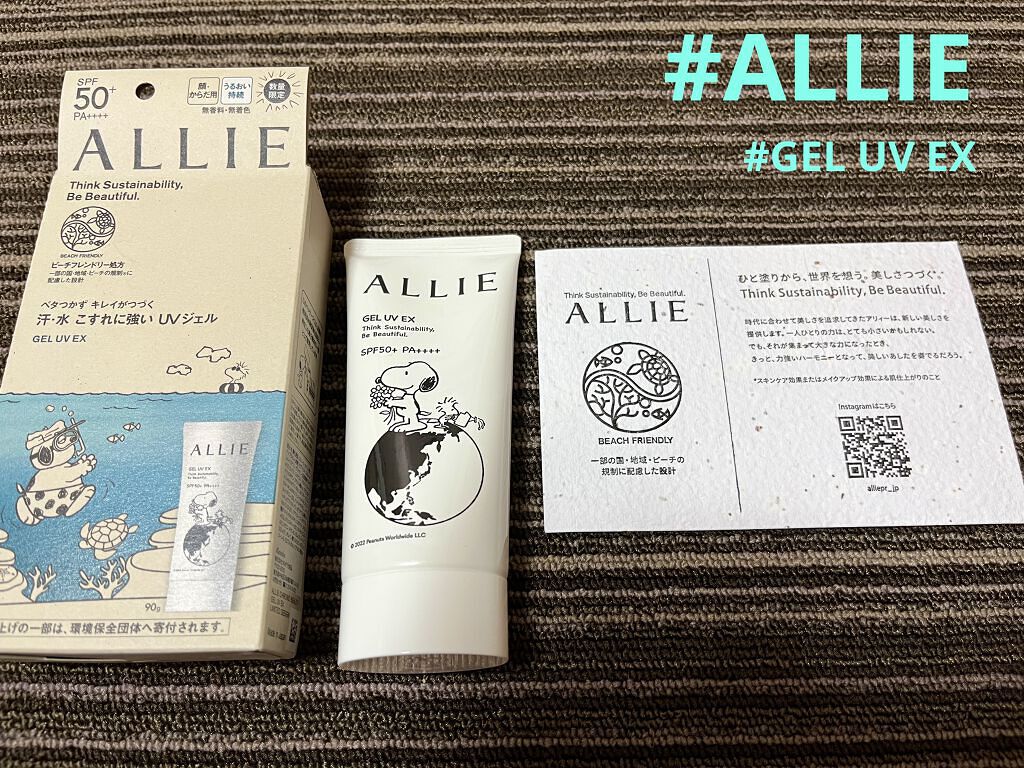 #ALLIE
#GEL UV EX
SPF
50+
PA++++
顔・
からだ用
うるおい
持続
数量
限定
無香料・無着色
ALLIE
Think Sustainability,
Be Beautiful.
BEACH FRIENDLY
ビーチフレンドリー処方
一部の国・地域・ビーチの規制に
配慮した設計
ベタつかず キレイがつづく
汗・水 こすれに強い UVジェル
GEL UV EX
ALLIE
GEL UV EX
Think Sustainability,
Be Beautiful.
SPF50+ PA++++
90g
上げの一部は、環境保全団体へ寄付されます。
ALLIE
GEL UV EX
Think Sustainability,
Be Beautiful.
SPF50+ PA++++
© 2022 Peanuts Worldwide LLC
Think Sustainability, Be Beautiful.
ALLIE
BEACH FRIENDLY
一部の国・地域・ビーチの
規制に配慮した設計
ひと塗りから、世界を想う。美しさつづく*。
Think Sustainability, Be Beautiful.
時代に合わせて美しさを追求してきたアリィーは、新しい美しさを
提供します。一人ひとりの力は、とても小さいかもしれない。
でも、それが集まって大きな力になったとき、
きっと、力強いハーモニーとなって、美しいあしたを奏でるだろう。
*スキンケア効果またはメイクアップ効果による肌仕上がりのこと
Instagramはこちら
alliepr_jp